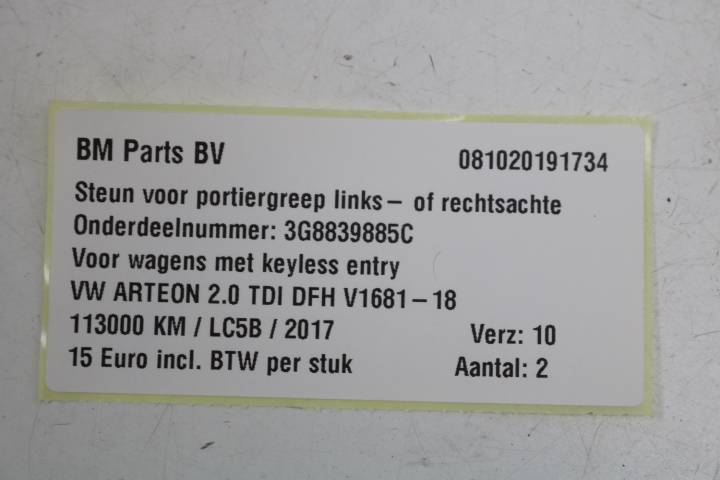 BM Parts BV 081020191734
Steun voor portiergreep links- of rechtsachte
Onderdeelnummer: 3G8839885C
Voor wagens met keyless entry
VW ARTEON 2.0 TDI DFH V1681-18
113000 KM / LC5B / 2017 Verz: 10
15 Euro incl. BTW per stuk Aantal: 2